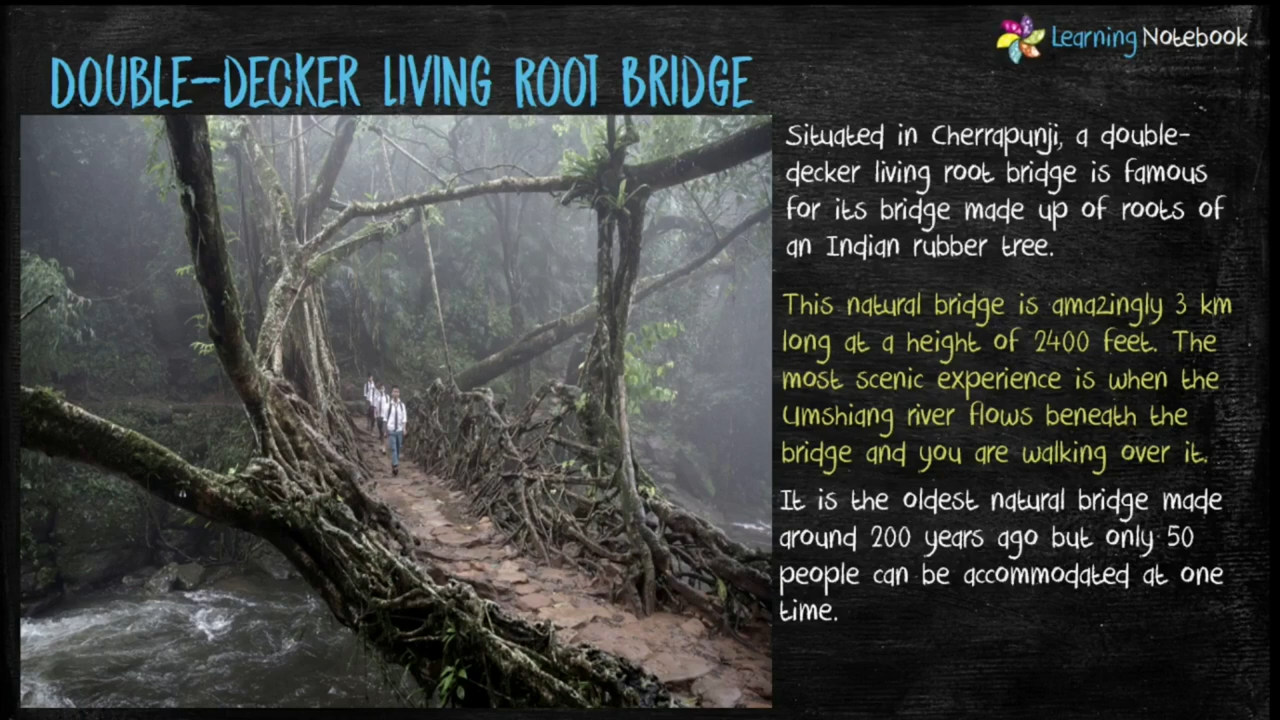 Learning Notebook
DOUBLE-DECKER LIVING ROOT BRIDGE
Situated in Cherrapunji, a double-
decker living root bridge is famous
for its bridge made up of roots of
an Indian rubber tree.
This natural bridge is amazingly 3 km
long at a height of 2400 feet. The
most scenic experience is when the
Umshiang river flows beneath the
bridge and you are walking over it.
It is the oldest natural bridge made
around 200 years ago but only 50
people can be accommodated at one
time.